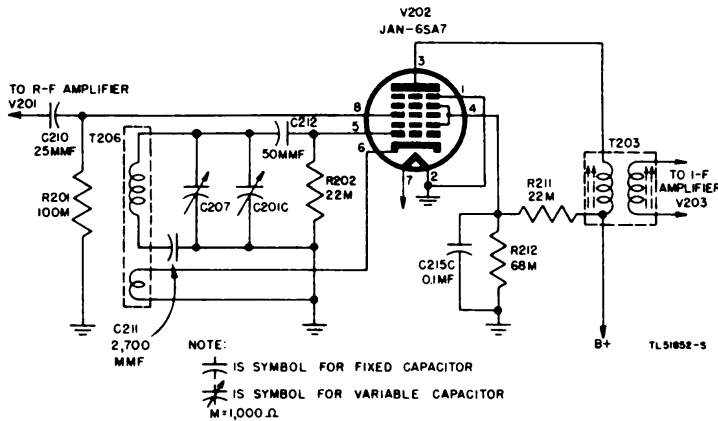 V202
JAN-6SA7
3
1
TO R-F AMPLIFIER
V201
8
4
C210
25MMF
T206
C212
5
50MMF
6
T203
R201
100M
C207
C201C
R202
22M
7
2
R211
22M
TO I-F
AMPLIFIER
V203
C215C
0.1MF
R212
68M
C211
2,700
MMF
B+
TL51852-S
NOTE:
IS SYMBOL FOR FIXED CAPACITOR
IS SYMBOL FOR VARIABLE CAPACITOR
M=1,000 Ω